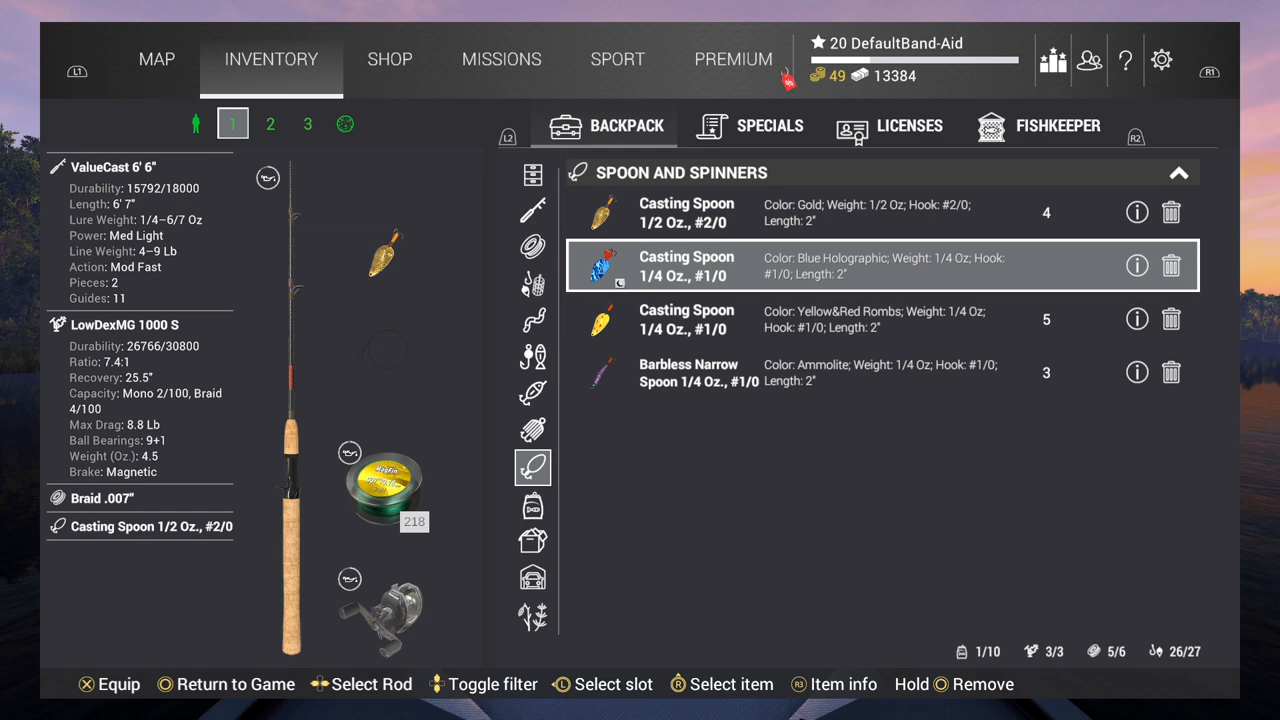 L1
MAP
INVENTORY
SHOP
MISSIONS
SPORT
PREMIUM
20 DefaultBand-Aid
49 13384
?
R1
1 2 3
L2
BACKPACK
SPECIALS
LICENSES
FISHKEEPER
R2
ValueCast 6' 6"
Durability: 15792/18000
Length: 6' 7"
Lure Weight: 1/4–6/7 Oz
Power: Med Light
Line Weight: 4–9 Lb
Action: Mod Fast
Pieces: 2
Guides: 11
LowDexMG 1000 S
Durability: 26766/30800
Ratio: 7.4:1
Recovery: 25.5"
Capacity: Mono 2/100, Braid
4/100
Max Drag: 8.8 Lb
Ball Bearings: 9+1
Weight (Oz.): 4.5
Brake: Magnetic
Braid .007"
Casting Spoon 1/2 Oz., #2/0
MagFin
218
SPOON AND SPINNERS
Casting Spoon
1/2 Oz., #2/0
Color: Gold; Weight: 1/2 Oz; Hook: #2/0;
Length: 2"
4
Casting Spoon
1/4 Oz., #1/0
Color: Blue Holographic; Weight: 1/4 Oz; Hook:
#1/0; Length: 2"
Casting Spoon
1/4 Oz., #1/0
Color: Yellow&Red Rombs; Weight: 1/4 Oz;
Hook: #1/0; Length: 2"
5
Barbless Narrow
Spoon 1/4 Oz., #1/0
Color: Ammolite; Weight: 1/4 Oz; Hook: #1/0;
Length: 2"
3
1/10 3/3 5/6 26/27
Equip Return to Game Select Rod Toggle filter L Select slot R Select item R3 Item info Hold Remove